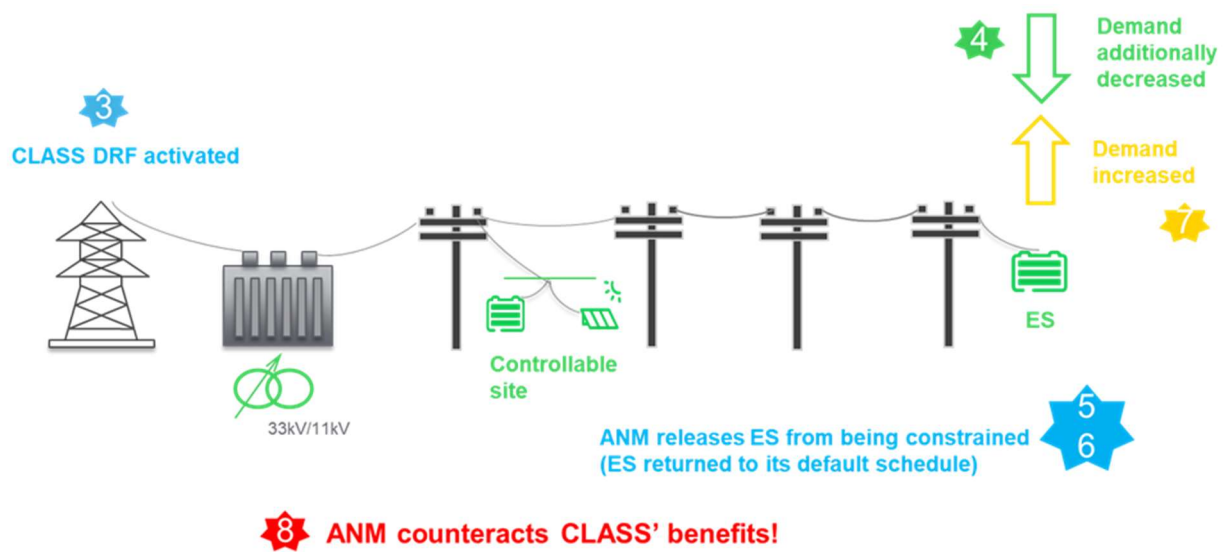 4
Demand
additionally
decreased
3
CLASS DRF activated
Demand
increased
7
ES
Controllable
site
33kV/11kV
5
6
ANM releases ES from being constrained
(ES returned to its default schedule)
8
ANM counteracts CLASS’ benefits!